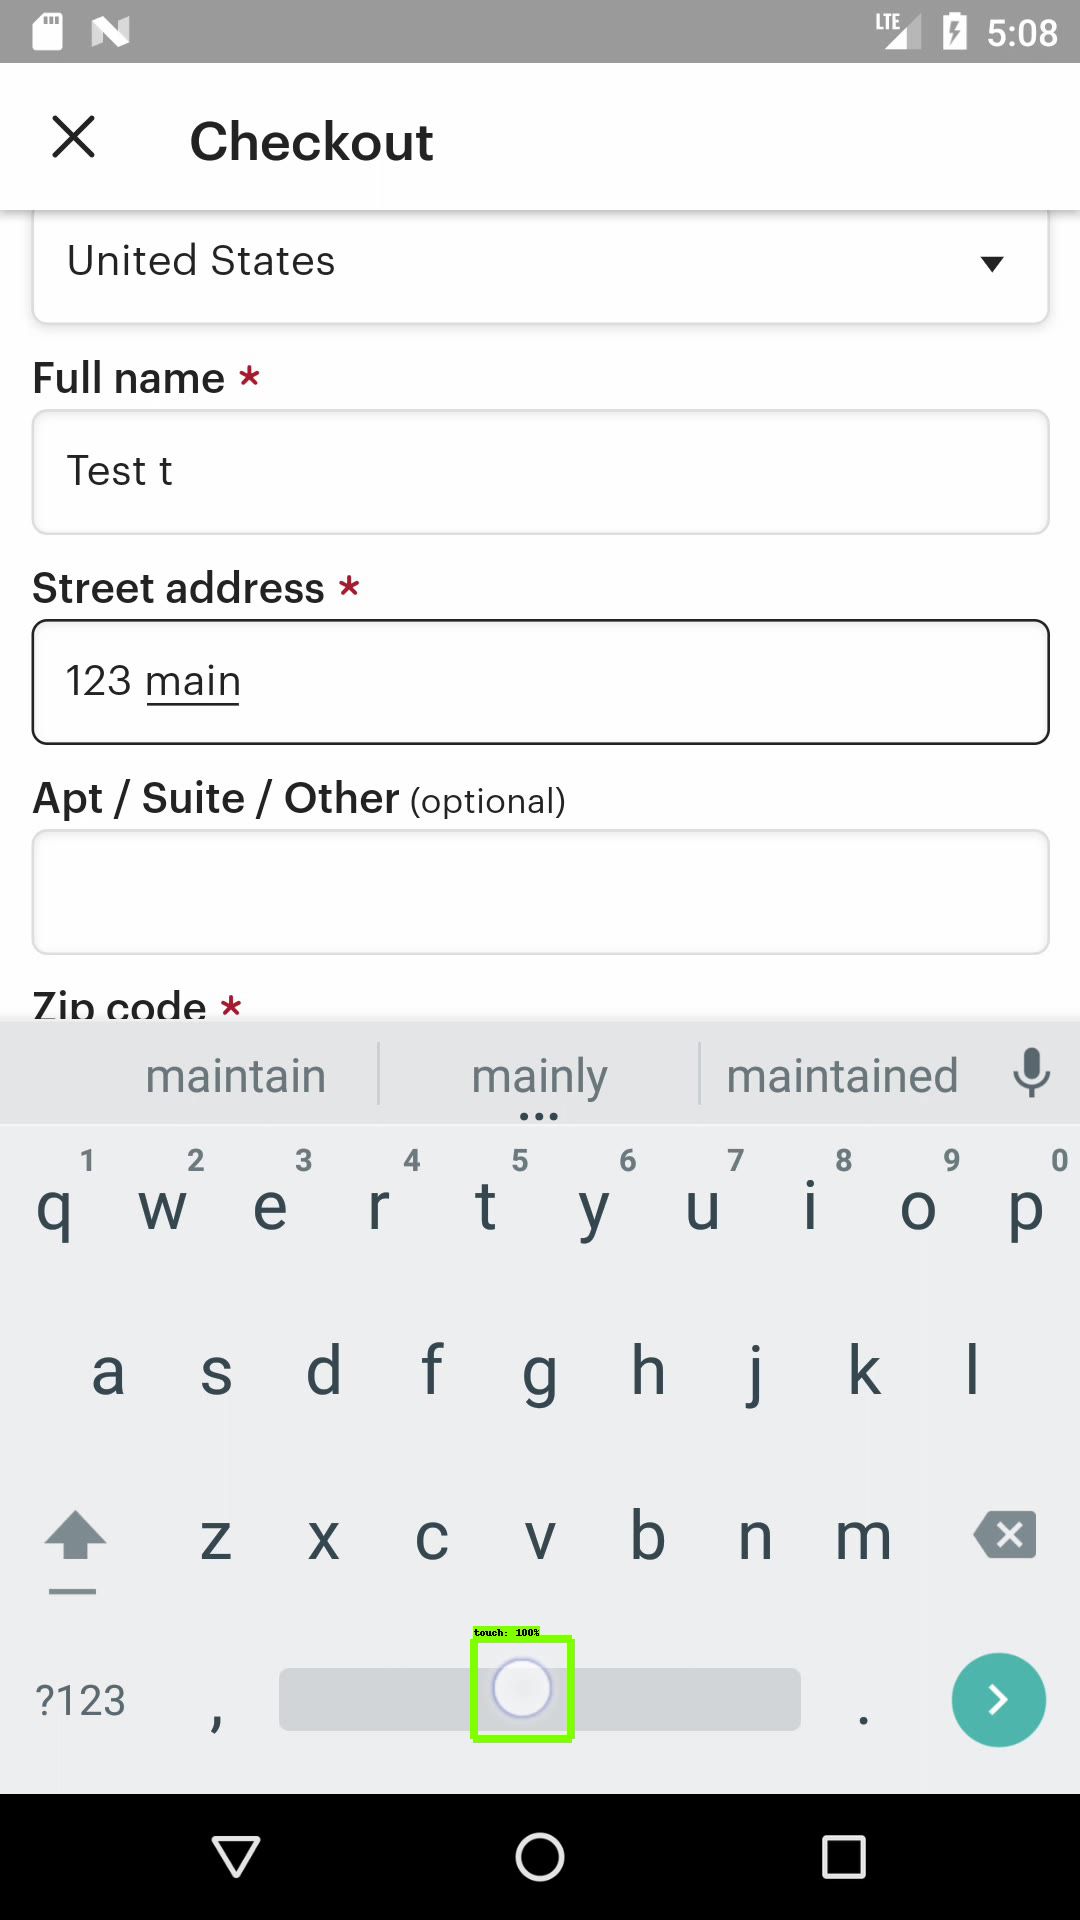 LTE 5:08
Checkout
United States
Full name *
Test t
Street address *
123 main
Apt / Suite / Other (optional)
Zip code *
maintain mainly maintained
1 2 3 4 5 6 7 8 9 0
q w e r t y u i o p
a s d f g h j k l
z x c v b n m
touch: 100%
?123 , .